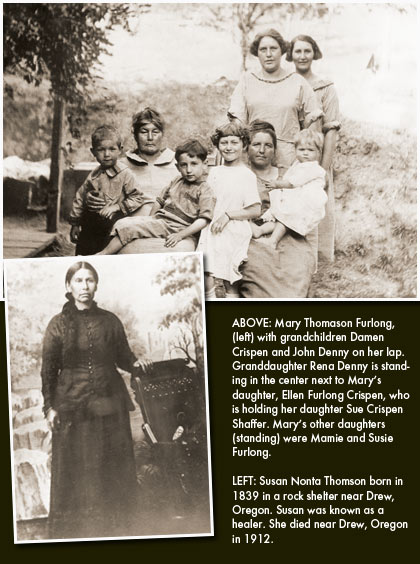 ABOVE: Mary Thomason Furlong,
(left) with grandchildren Damen
Crispen and John Denny on her lap.
Granddaughter Rena Denny is stand-
ing in the center next to Mary's
daughter, Ellen Furlong Crispen, who
is holding her daughter Sue Crispen
Shaffer. Mary's other daughters
(standing) were Mamie and Susie
Furlong.
LEFT: Susan Nonta Thomson born in
1839 in a rock shelter near Drew,
Oregon. Susan was known as a
healer. She died near Drew, Oregon
in 1912.